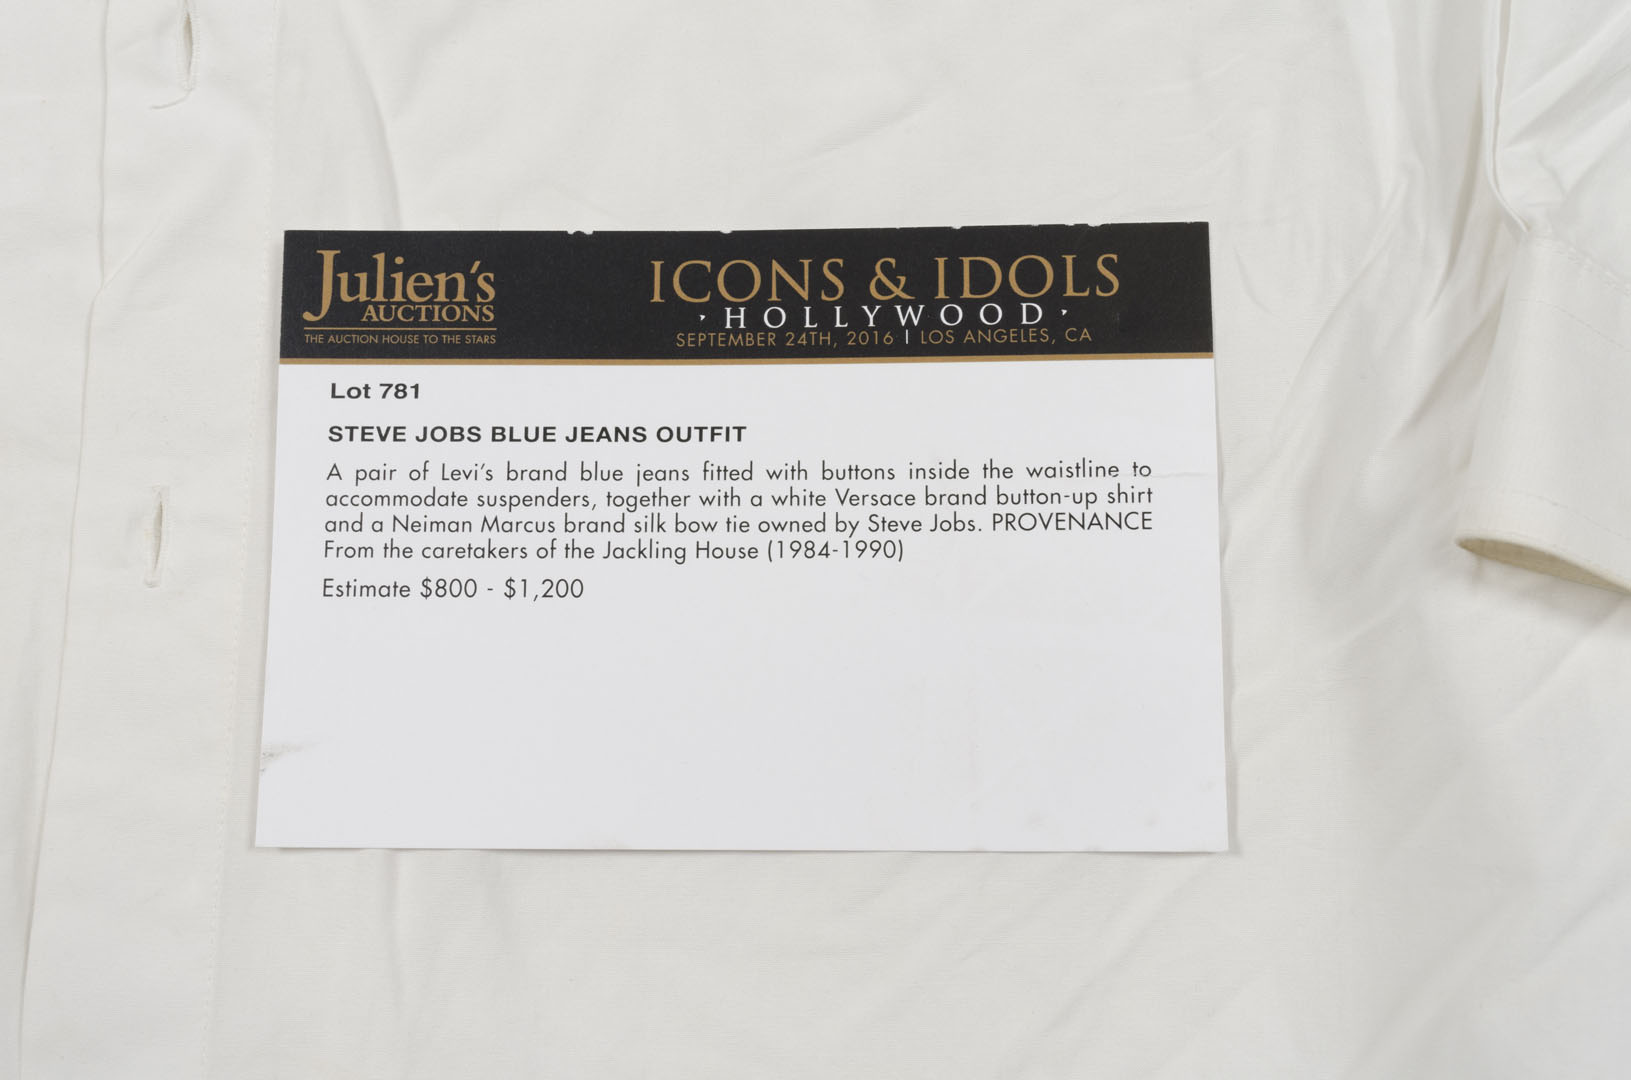 Julien's
AUCTIONS
THE AUCTION HOUSE TO THE STARS
ICONS & IDOLS
· HOLLYWOOD ·
SEPTEMBER 24TH, 2016 | LOS ANGELES, CA
Lot 781
STEVE JOBS BLUE JEANS OUTFIT
A pair of Levi's brand blue jeans fitted with buttons inside the waistline to
accommodate suspenders, together with a white Versace brand button-up shirt
and a Neiman Marcus brand silk bow tie owned by Steve Jobs. PROVENANCE
From the caretakers of the Jackling House (1984-1990)
Estimate $800 - $1,200